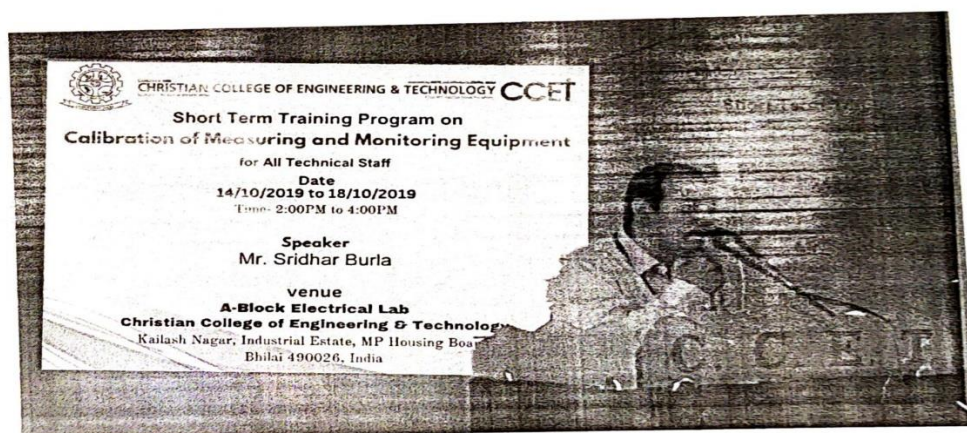 CHRISTIAN COLLEGE OF ENGINEERING & TECHNOLOGY CCET
Short Term Training Program on
Calibration of Measuring and Monitoring Equipment
for All Technical Staff
Date
14/10/2019 to 18/10/2019
Time- 2:00PM to 4:00PM
Speaker
Mr. Sridhar Burla
venue
A-Block Electrical Lab
Christian College of Engineering & Technology
Kailash Nagar, Industrial Estate, MP Housing Boa
Bhilai 490026, India
C. C. E